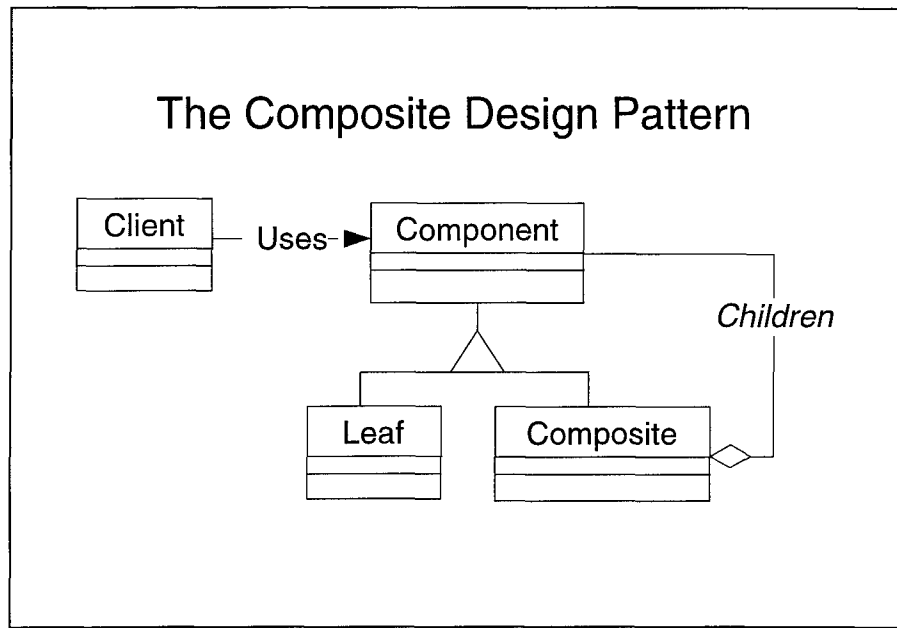 The Composite Design Pattern
Client
Uses
Component
Children
Leaf
Composite